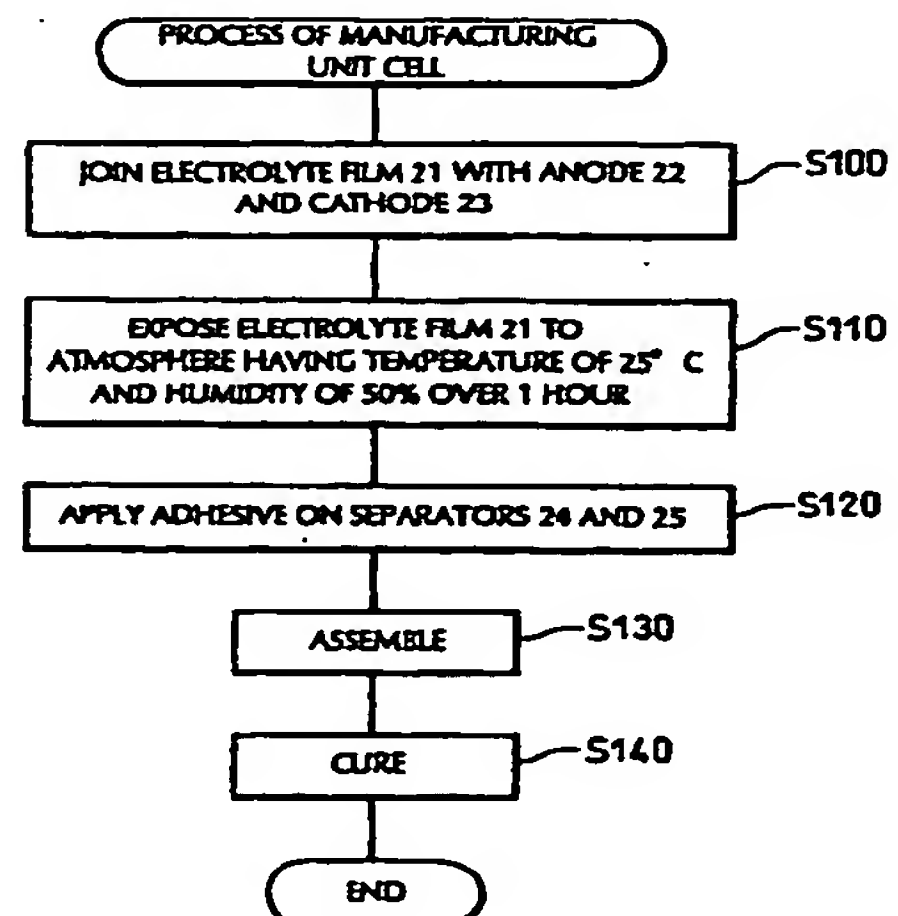 PROCESS OF MANUFACTURING
UNIT CELL
JOIN ELECTROLYTE FILM 21 WITH ANODE 22
AND CATHODE 23
S100
EXPOSE ELECTROLYTE FILM 21 TO
ATMOSPHERE HAVING TEMPERATURE OF 25° C
AND HUMIDITY OF 50% OVER 1 HOUR
S110
APPLY ADHESIVE ON SEPARATORS 24 AND 25
S120
ASSEMBLE
S130
CURE
S140
END